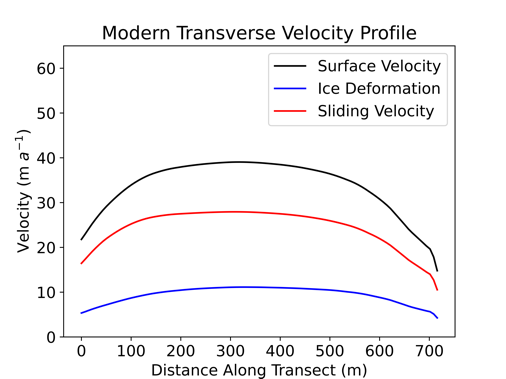 Modern Transverse Velocity Profile
Surface Velocity
Ice Deformation
Sliding Velocity
Velocity (m a⁻¹)
60
50
40
30
20
10
0
0 100 200 300 400 500 600 700
Distance Along Transect (m)